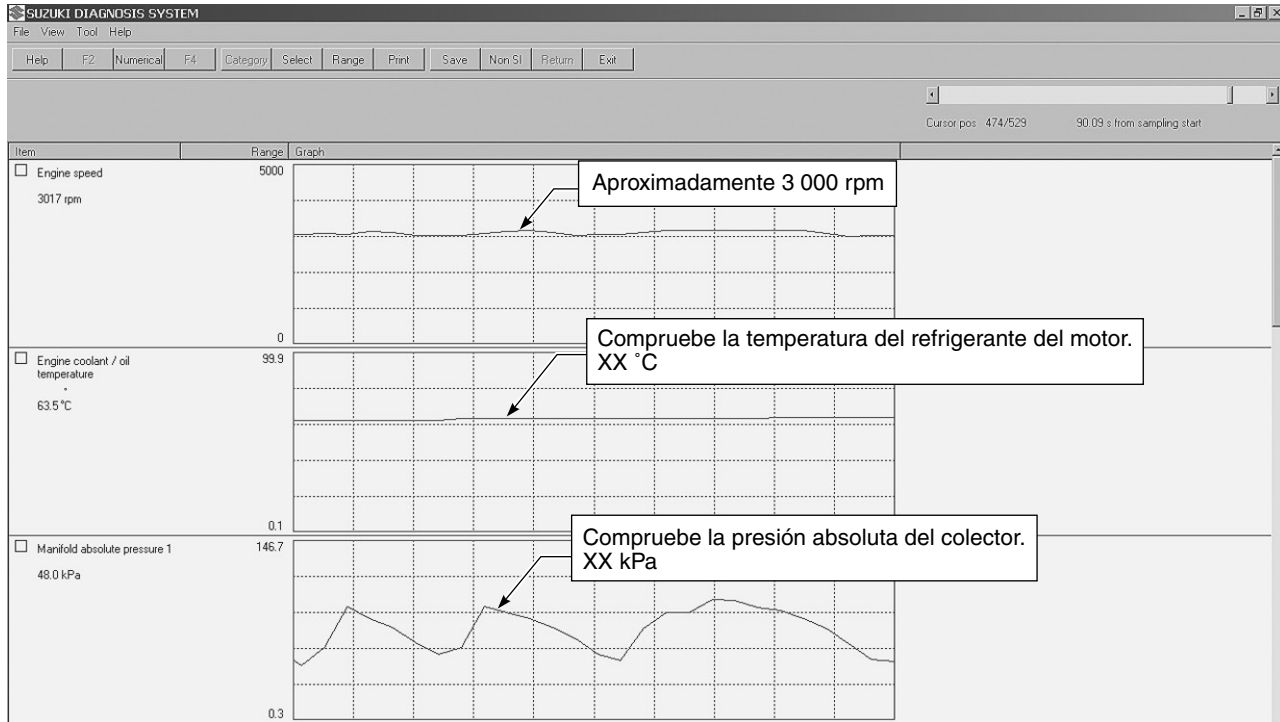 SUZUKI DIAGNOSIS SYSTEM
File View Tool Help
Help F2 Numerical F4 Category Select Range Print Save Non SI Return Exit
Cursor pos 474/529 90.09 s from sampling start
Item Range Graph
Engine speed 5000
3017 rpm
Aproximadamente 3 000 rpm
0
Engine coolant / oil
temperature
99.9
63.5 °C
Compruebe la temperatura del refrigerante del motor.
XX ˚C
0.1
Manifold absolute pressure 1 146.7
48.0 kPa
Compruebe la presión absoluta del colector.
XX kPa
0.3